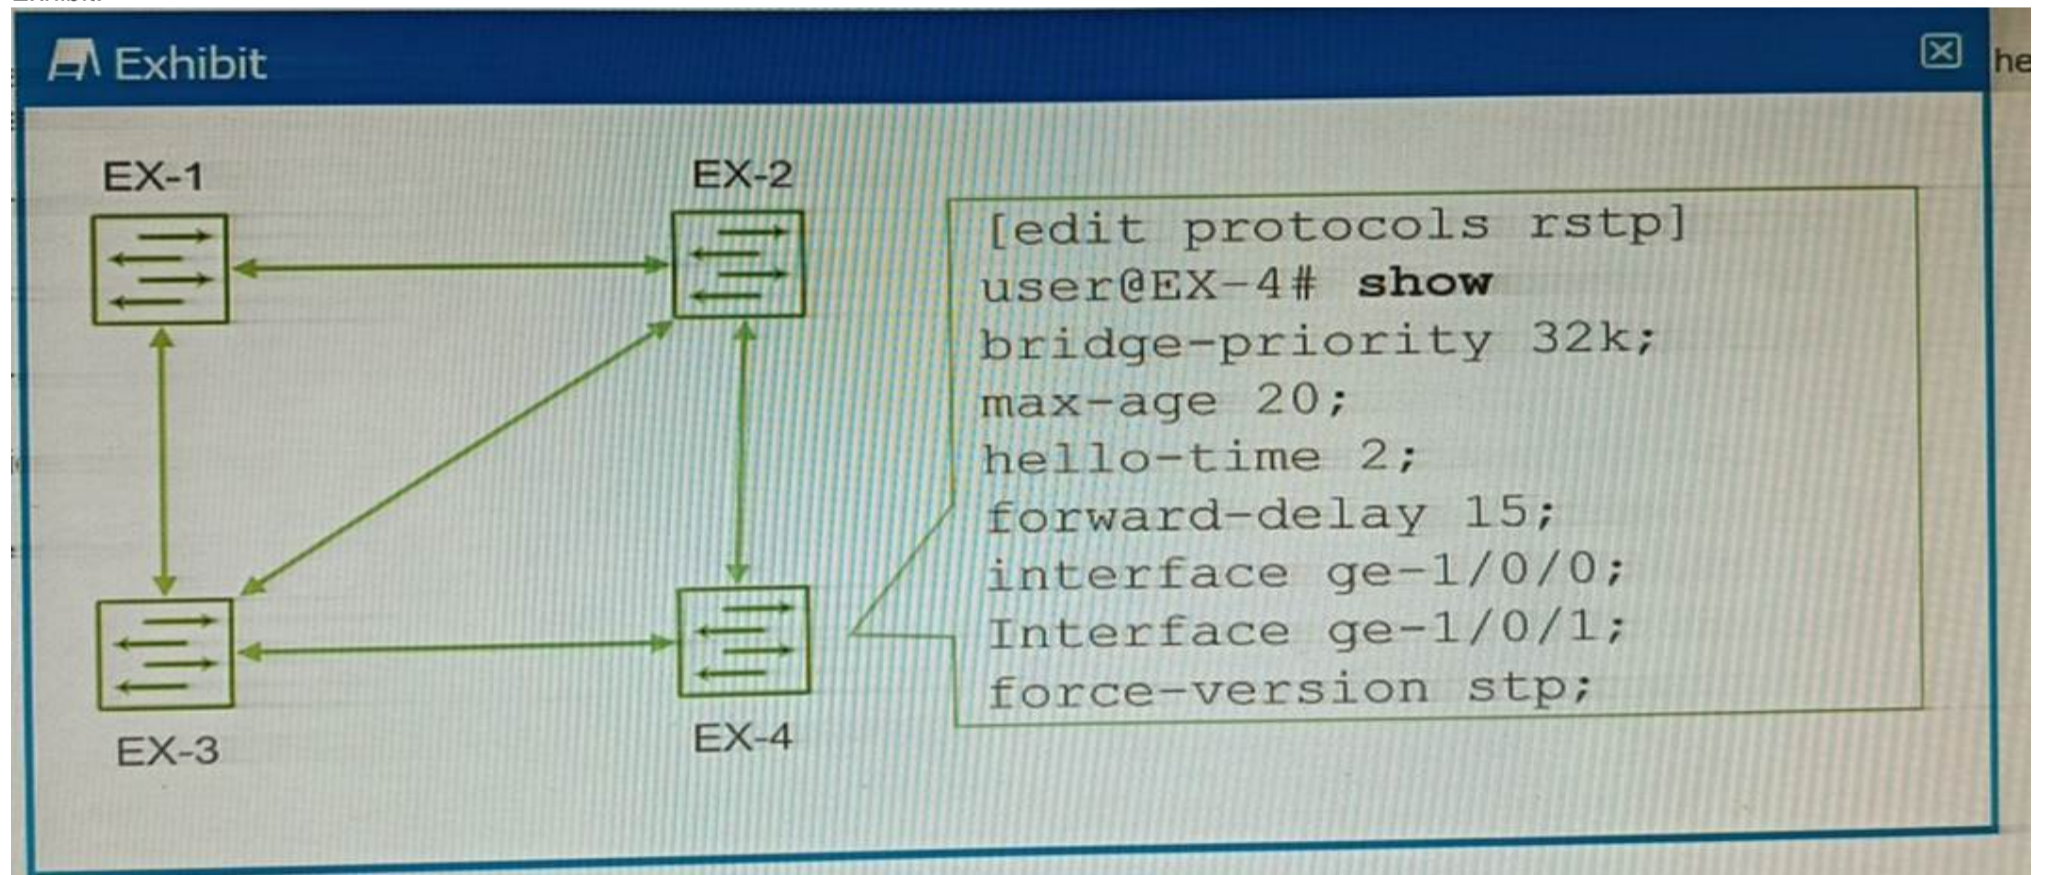 Exhibit
he
EX-1
EX-2
[edit protocols rstp]
user@EX-4# show
bridge-priority 32k;
max-age 20;
hello-time 2;
forward-delay 15;
interface ge-1/0/0;
Interface ge-1/0/1;
force-version stp;
EX-3
EX-4